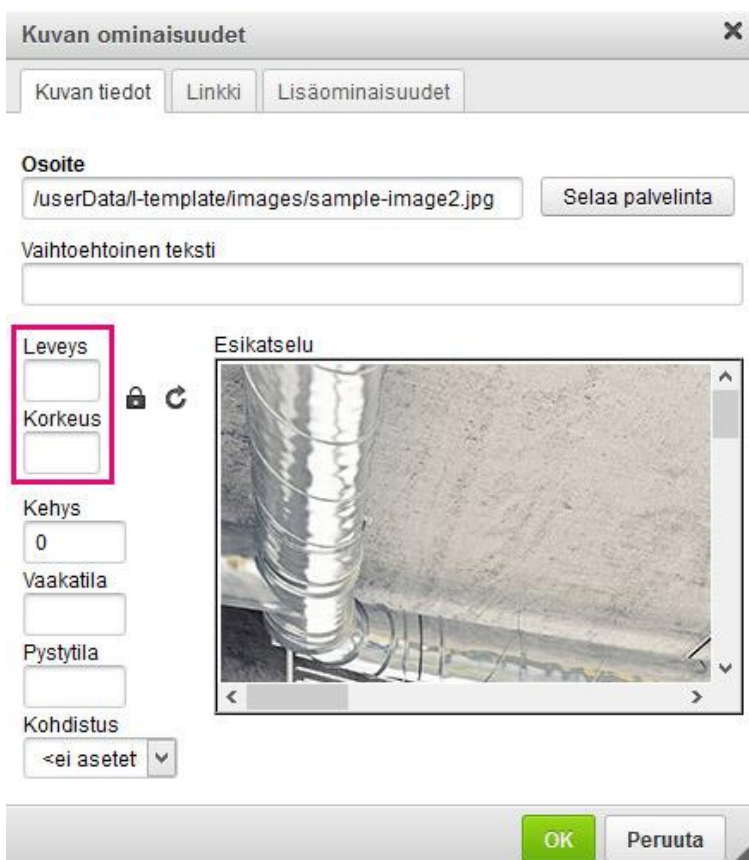 Kuvan ominaisuudet
Kuvan tiedot Linkki Lisäominaisuudet
Osoite
/userData/l-template/images/sample-image2.jpg Selaa palvelinta
Vaihtoehtoinen teksti
Leveys
Esikatselu
Korkeus
Kehys
0
Vaakatila
Pystytila
Kohdistus
<ei asetet
OK Peruuta